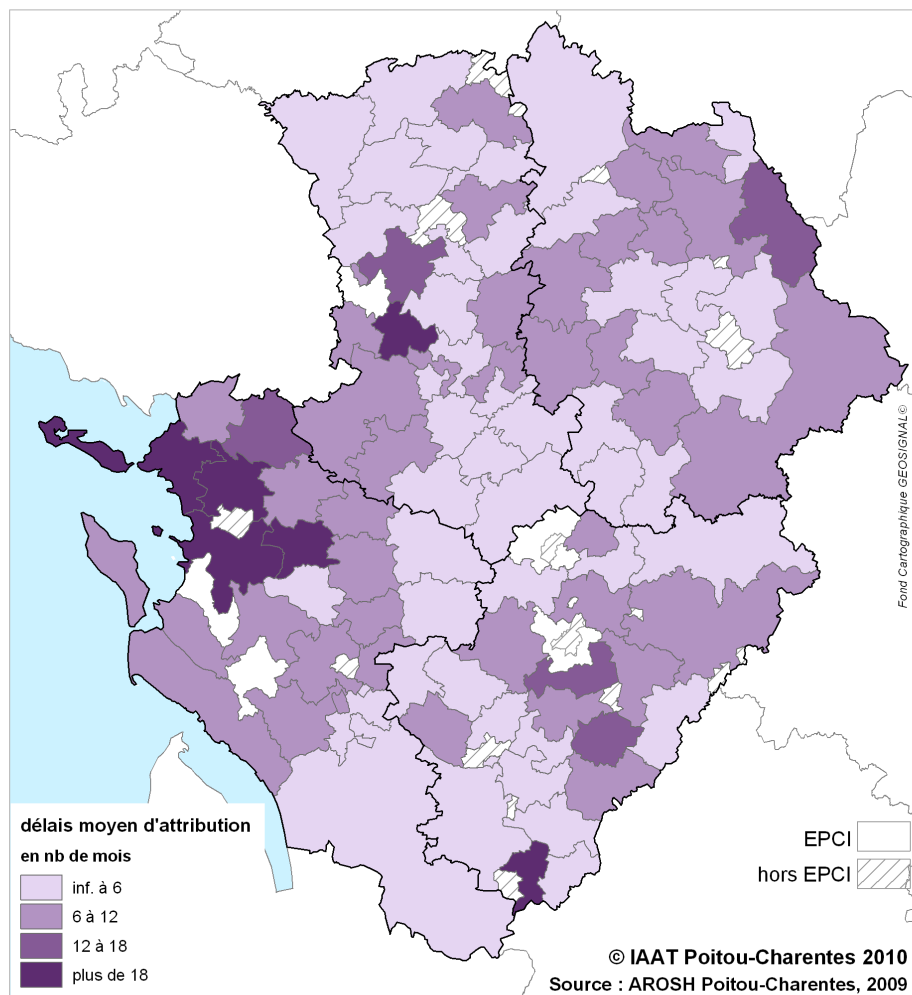 Fond Cartographique GEOSIGNAL©
délais moyen d'attribution
en nb de mois
inf. à 6
6 à 12
12 à 18
plus de 18
EPCI
hors EPCI
© IAAT Poitou-Charentes 2010
Source : AROSH Poitou-Charentes, 2009